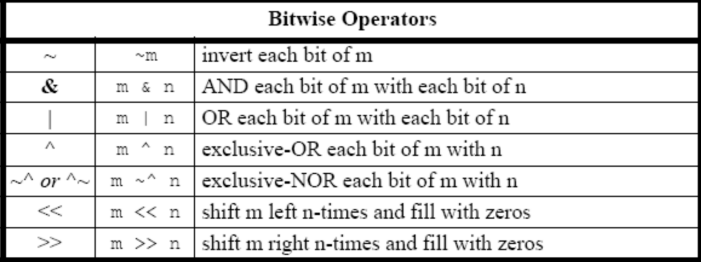 Bitwise Operators
~ ~m invert each bit of m
& m & n AND each bit of m with each bit of n
| m | n OR each bit of m with each bit of n
^ m ^ n exclusive-OR each bit of m with n
~^ or ^~ m ~^ n exclusive-NOR each bit of m with n
<< m << n shift m left n-times and fill with zeros
>> m >> n shift m right n-times and fill with zeros